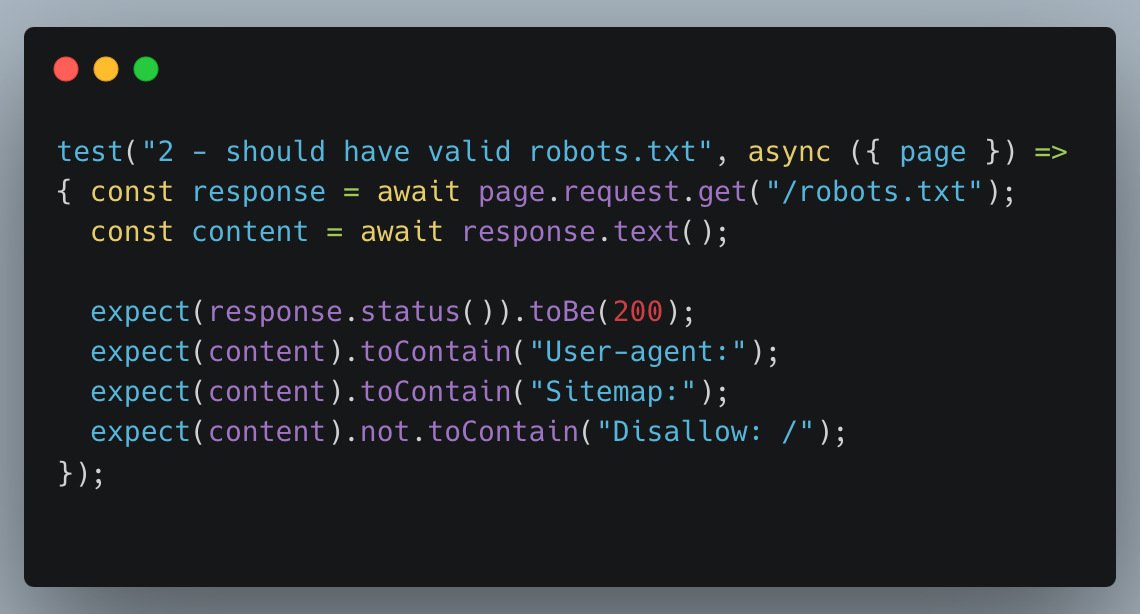 test("2 - should have valid robots.txt", async ({ page }) =>
{ const response = await page.request.get("/robots.txt");
  const content = await response.text();

  expect(response.status()).toBe(200);
  expect(content).toContain("User-agent:");
  expect(content).toContain("Sitemap:");
  expect(content).not.toContain("Disallow: /");
});